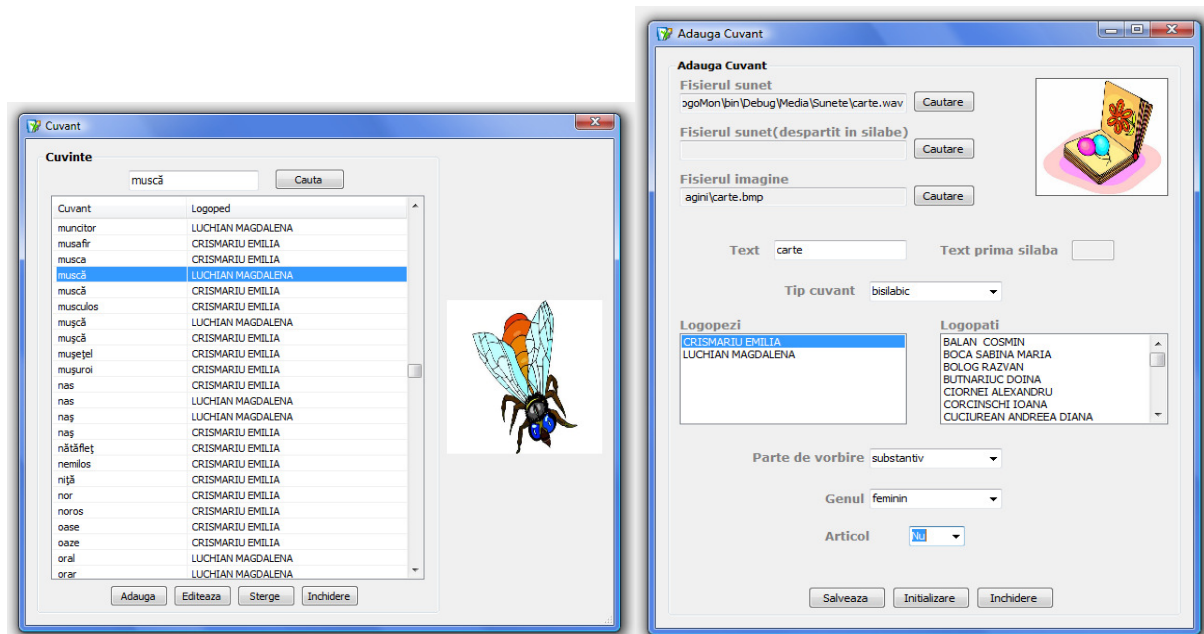 Cuvant
Cuvinte
muscă Cauta
Cuvant Logoped
muncitor LUCHIAN MAGDALENA
musafir CRISMARIU EMILIA
musca CRISMARIU EMILIA
muscă LUCHIAN MAGDALENA
muscă CRISMARIU EMILIA
musculos CRISMARIU EMILIA
muşcă LUCHIAN MAGDALENA
muşcă CRISMARIU EMILIA
muşeţel CRISMARIU EMILIA
muşuroi CRISMARIU EMILIA
nas CRISMARIU EMILIA
nas LUCHIAN MAGDALENA
naş LUCHIAN MAGDALENA
naş CRISMARIU EMILIA
nătăfleţ CRISMARIU EMILIA
nemilos CRISMARIU EMILIA
niţă CRISMARIU EMILIA
nor CRISMARIU EMILIA
noros CRISMARIU EMILIA
oase CRISMARIU EMILIA
oaze CRISMARIU EMILIA
oral LUCHIAN MAGDALENA
orar LUCHIAN MAGDALENA
Adauga Editeaza Sterge Inchidere
Adauga Cuvant
Adauga Cuvant
Fisierul sunet
ogoMon\bin\Debug\Media\Sunete\carte.wav Cautare
Fisierul sunet(despartit in silabe)
Cautare
Fisierul imagine
agini\carte.bmp Cautare
Text carte Text prima silaba
Tip cuvant bisilabic
Logopezi Logopati
CRISMARIU EMILIA BALAN COSMIN
LUCHIAN MAGDALENA BOCA SABINA MARIA
BOLOG RAZVAN
BUTNARIUC DOINA
CIORNEI ALEXANDRU
CORCINSCHI IOANA
CUCIUREAN ANDREEA DIANA
Parte de vorbire substantiv
Genul feminin
Articol Nu
Salveaza Initializare Inchidere